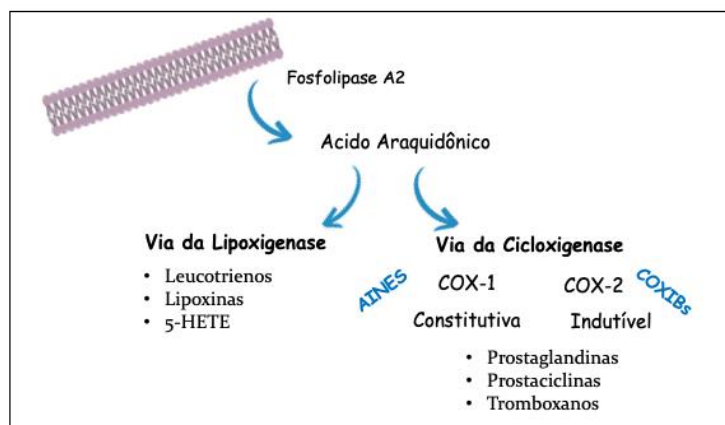 Fosfolipase A2
Acido Araquidônico
Via da Lipoxigenase
• Leucotrienos
• Lipoxinas
• 5-HETE
Via da Cicloxigenase
AINES
COX-1
COX-2
COXIBs
Constitutiva
Indutível
• Prostaglandinas
• Prostaciclinas
• Tromboxanos